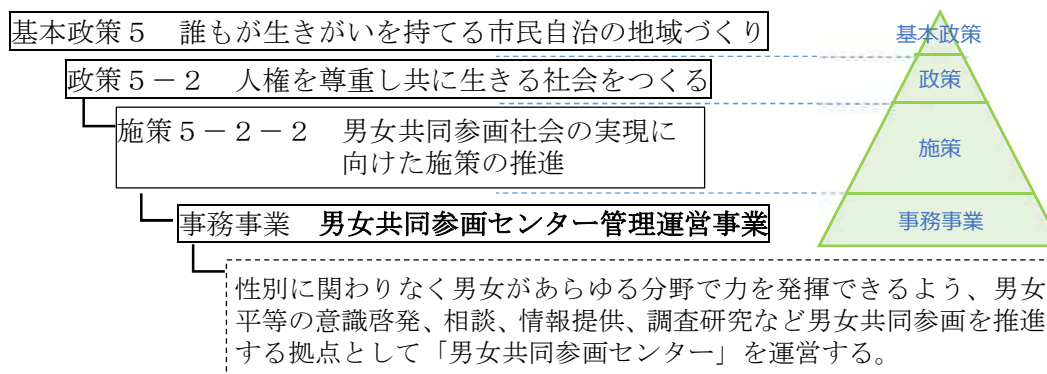 基本政策５　誰もが生きがいを持てる市民自治の地域づくり
政策５－２　人権を尊重し共に生きる社会をつくる
施策５－２－２　男女共同参画社会の実現に
向けた施策の推進
事務事業　男女共同参画センター管理運営事業
性別に関わりなく男女があらゆる分野で力を発揮できるよう、男女
平等の意識啓発、相談、情報提供、調査研究など男女共同参画を推進
する拠点として「男女共同参画センター」を運営する。
基本政策
政策
施策
事務事業